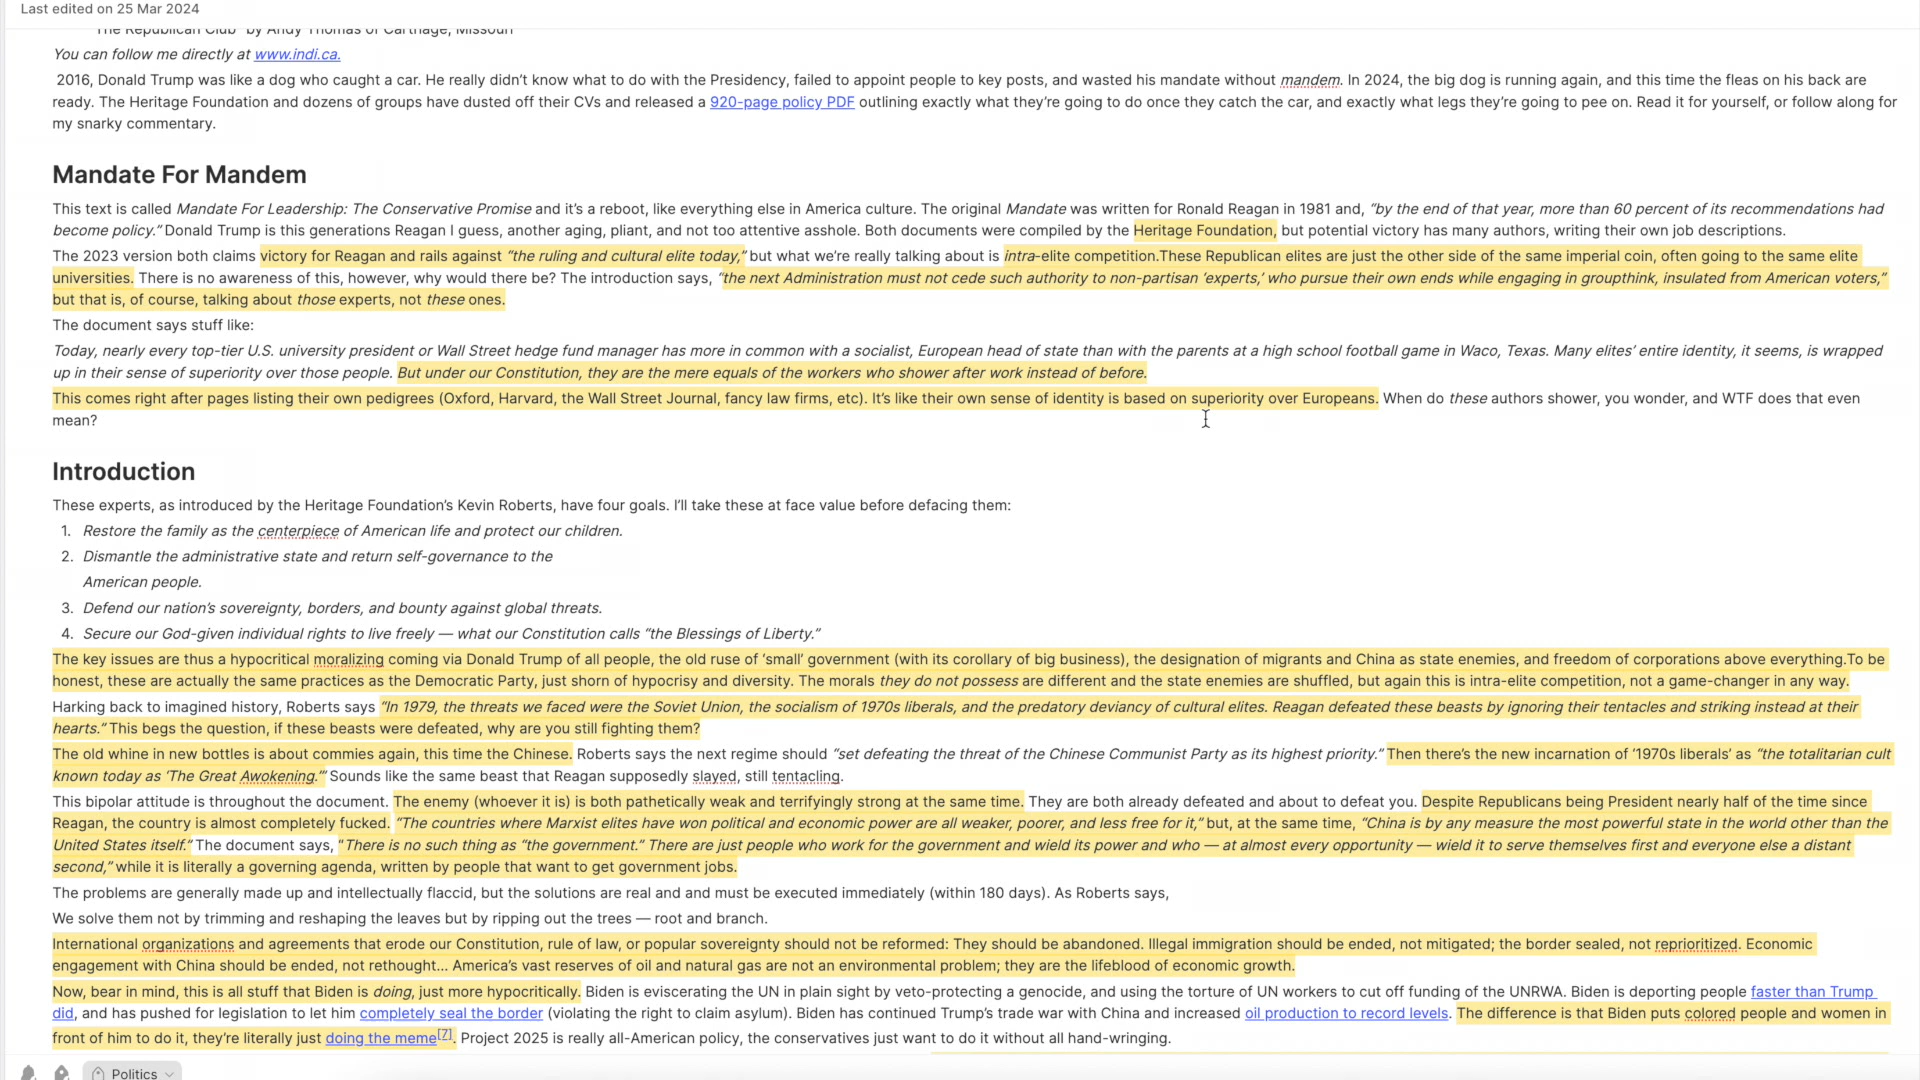 Last edited on 25 Mar 2024
"The Republican Club" by Andy Thomas of Carthage, Missouri
You can follow me directly at www.indi.ca.
2016, Donald Trump was like a dog who caught a car. He really didn’t know what to do with the Presidency, failed to appoint people to key posts, and wasted his mandate without mandem. In 2024, the big dog is running again, and this time the fleas on his back are
ready. The Heritage Foundation and dozens of groups have dusted off their CVs and released a 920-page policy PDF outlining exactly what they’re going to do once they catch the car, and exactly what legs they’re going to pee on. Read it for yourself, or follow along for
my snarky commentary.
Mandate For Mandem
This text is called Mandate For Leadership: The Conservative Promise and it’s a reboot, like everything else in America culture. The original Mandate was written for Ronald Reagan in 1981 and, “by the end of that year, more than 60 percent of its recommendations had
become policy.” Donald Trump is this generations Reagan I guess, another aging, pliant, and not too attentive asshole. Both documents were compiled by the Heritage Foundation, but potential victory has many authors, writing their own job descriptions.
The 2023 version both claims victory for Reagan and rails against “the ruling and cultural elite today,” but what we’re really talking about is intra-elite competition.These Republican elites are just the other side of the same imperial coin, often going to the same elite
universities. There is no awareness of this, however, why would there be? The introduction says, “the next Administration must not cede such authority to non-partisan ‘experts,’ who pursue their own ends while engaging in groupthink, insulated from American voters,”
but that is, of course, talking about those experts, not these ones.
The document says stuff like:
Today, nearly every top-tier U.S. university president or Wall Street hedge fund manager has more in common with a socialist, European head of state than with the parents at a high school football game in Waco, Texas. Many elites’ entire identity, it seems, is wrapped
up in their sense of superiority over those people. But under our Constitution, they are the mere equals of the workers who shower after work instead of before.
This comes right after pages listing their own pedigrees (Oxford, Harvard, the Wall Street Journal, fancy law firms, etc). It’s like their own sense of identity is based on superiority over Europeans. When do these authors shower, you wonder, and WTF does that even
mean?
Introduction
These experts, as introduced by the Heritage Foundation’s Kevin Roberts, have four goals. I’ll take these at face value before defacing them:
1. Restore the family as the centerpiece of American life and protect our children.
2. Dismantle the administrative state and return self-governance to the
American people.
3. Defend our nation’s sovereignty, borders, and bounty against global threats.
4. Secure our God-given individual rights to live freely — what our Constitution calls “the Blessings of Liberty.”
The key issues are thus a hypocritical moralizing coming via Donald Trump of all people, the old ruse of ‘small’ government (with its corollary of big business), the designation of migrants and China as state enemies, and freedom of corporations above everything.To be
honest, these are actually the same practices as the Democratic Party, just shorn of hypocrisy and diversity. The morals they do not possess are different and the state enemies are shuffled, but again this is intra-elite competition, not a game-changer in any way.
Harking back to imagined history, Roberts says “In 1979, the threats we faced were the Soviet Union, the socialism of 1970s liberals, and the predatory deviancy of cultural elites. Reagan defeated these beasts by ignoring their tentacles and striking instead at their
hearts.” This begs the question, if these beasts were defeated, why are you still fighting them?
The old whine in new bottles is about commies again, this time the Chinese. Roberts says the next regime should “set defeating the threat of the Chinese Communist Party as its highest priority.” Then there’s the new incarnation of ’1970s liberals’ as “the totalitarian cult
known today as ‘The Great Awokening.’” Sounds like the same beast that Reagan supposedly slayed, still tentacling.
This bipolar attitude is throughout the document. The enemy (whoever it is) is both pathetically weak and terrifyingly strong at the same time. They are both already defeated and about to defeat you. Despite Republicans being President nearly half of the time since
Reagan, the country is almost completely fucked. “The countries where Marxist elites have won political and economic power are all weaker, poorer, and less free for it,” but, at the same time, “China is by any measure the most powerful state in the world other than the
United States itself.” The document says, “There is no such thing as “the government.” There are just people who work for the government and wield its power and who — at almost every opportunity — wield it to serve themselves first and everyone else a distant
second,” while it is literally a governing agenda, written by people that want to get government jobs.
The problems are generally made up and intellectually flaccid, but the solutions are real and and must be executed immediately (within 180 days). As Roberts says,
We solve them not by trimming and reshaping the leaves but by ripping out the trees — root and branch.
International organizations and agreements that erode our Constitution, rule of law, or popular sovereignty should not be reformed: They should be abandoned. Illegal immigration should be ended, not mitigated; the border sealed, not reprioritized. Economic
engagement with China should be ended, not rethought... America’s vast reserves of oil and natural gas are not an environmental problem; they are the lifeblood of economic growth.
Now, bear in mind, this is all stuff that Biden is doing, just more hypocritically. Biden is eviscerating the UN in plain sight by veto-protecting a genocide, and using the torture of UN workers to cut off funding of the UNRWA. Biden is deporting people faster than Trump
did, and has pushed for legislation to let him completely seal the border (violating the right to claim asylum). Biden has continued Trump’s trade war with China and increased oil production to record levels. The difference is that Biden puts colored people and women in
front of him to do it, they’re literally just doing the meme[7]. Project 2025 is really all-American policy, the conservatives just want to do it without all hand-wringing.
Politics